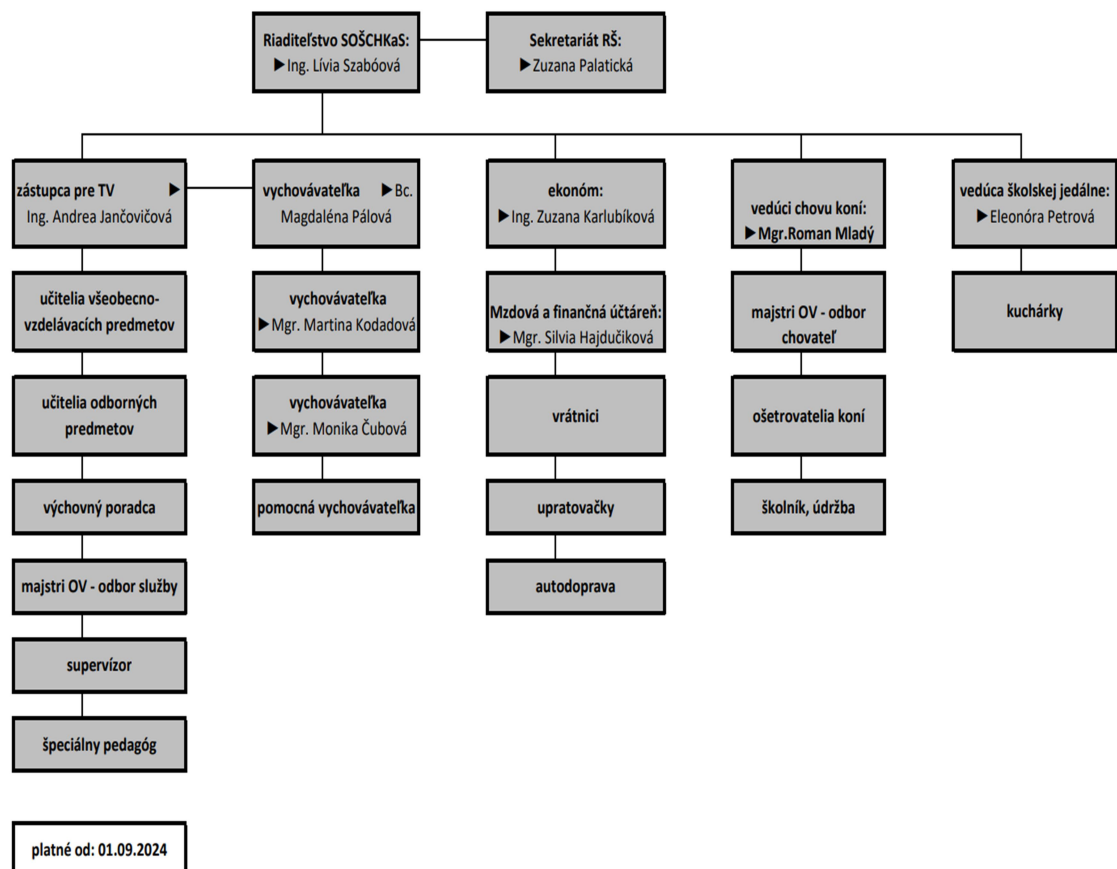 Riaditeľstvo SOŠCHKaS:
▶Ing. Lívia Szabóová
Sekretariát RŠ:
▶Zuzana Palatická
zástupca pre TV ▶
Ing. Andrea Jančovičová
vychovávateľka ▶Bc.
Magdaléna Pálová
ekonóm:
▶Ing. Zuzana Karlubíková
vedúci chovu koní:
▶Mgr.Roman Mladý
vedúca školskej jedálne:
▶Eleonóra Petrová
učitelia všeobecno-
vzdelávacích predmetov
vychovávateľka
▶Mgr. Martina Kodadová
Mzdová a finančná účtáreň:
▶Mgr. Silvia Hajdučiková
majstri OV - odbor
chovateľ
kuchárky
učitelia odborných
predmetov
vychovávateľka
▶Mgr. Monika Čubová
vrátnici
ošetrovatelia koní
výchovný poradca
pomocná vychovávateľka
upratovačky
školník, údržba
majstri OV - odbor služby
autodoprava
supervízor
špeciálny pedagóg
platné od: 01.09.2024